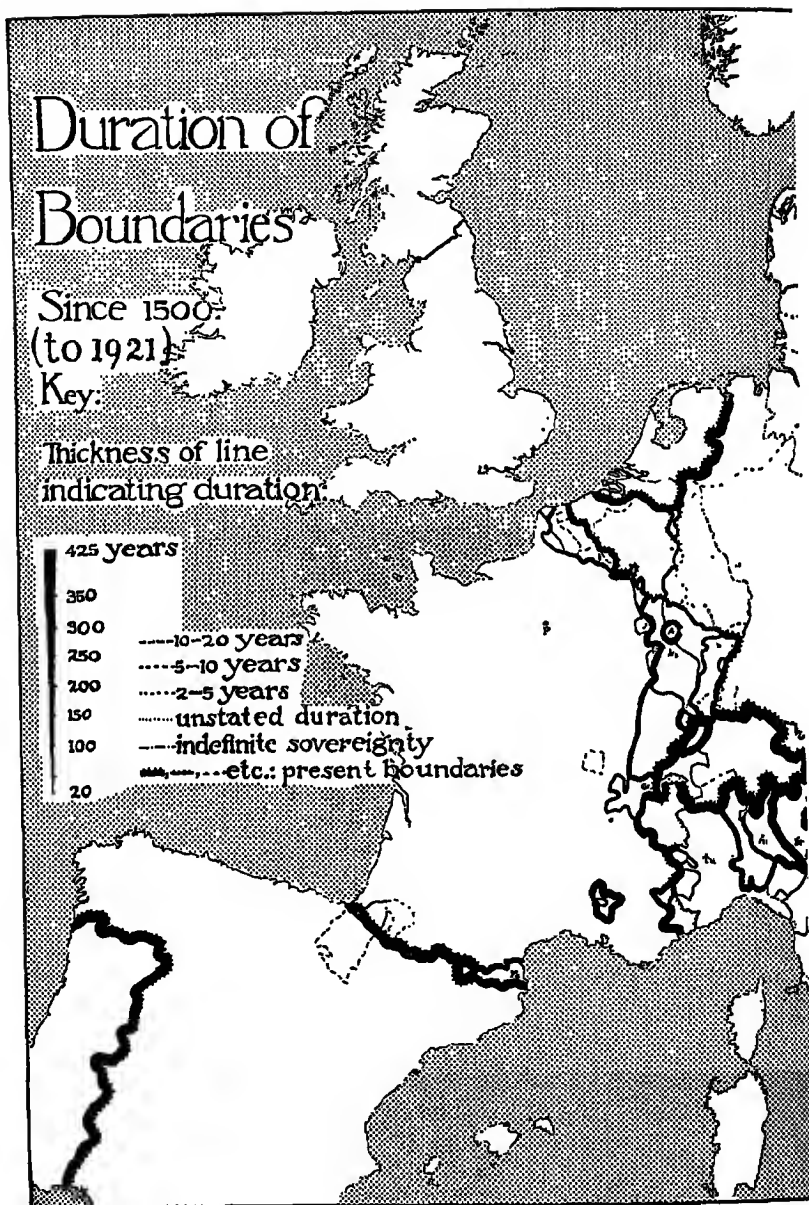 Duration of
Boundaries
Since 1500.
(to 1921)
Key:
Thickness of line
indicating duration:
425 years
350
300
250
200
150
100
20
10-20 years
5-10 years
2-5 years
unstated duration
indefinite sovereignty
etc.: present boundaries